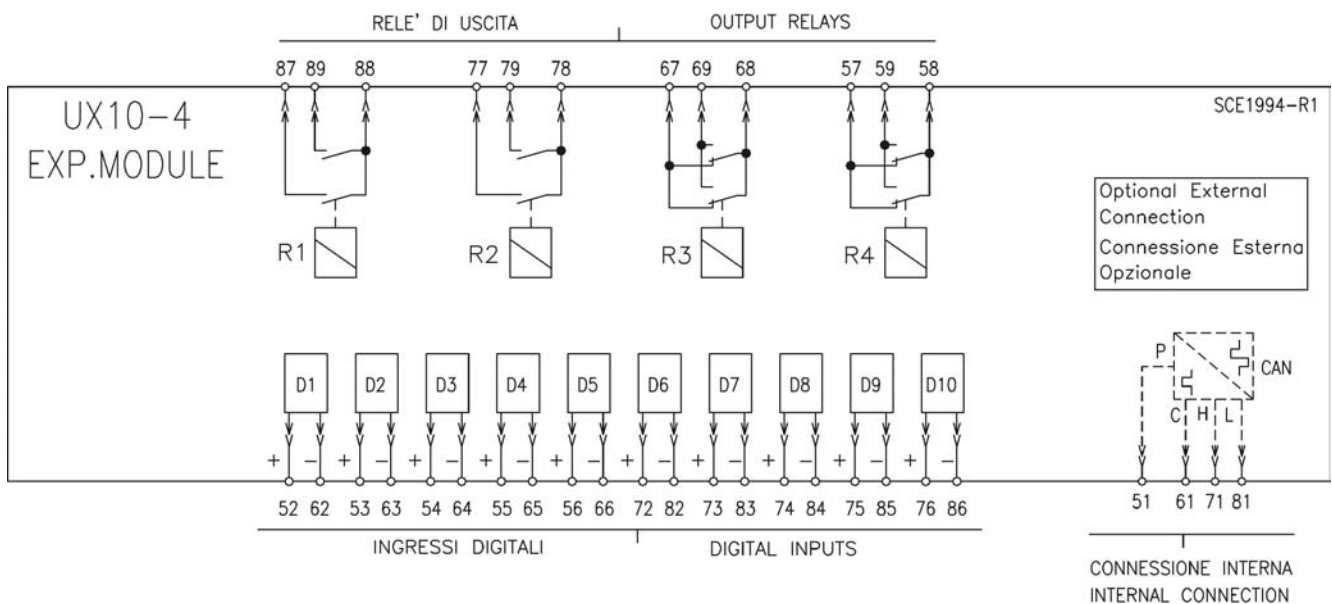 RELE' DI USCITA OUTPUT RELAYS
87 89 88 77 79 78 67 69 68 57 59 58
UX10-4
EXP.MODULE
SCE1994-R1
Optional External
Connection
Connessione Esterna
Opzionale
R1 R2 R3 R4
D1 D2 D3 D4 D5 D6 D7 D8 D9 D10
P
CAN
C H L
+ - + - + - + - + - + - + - + - + - + -
52 62 53 63 54 64 55 65 56 66 72 82 73 83 74 84 75 85 76 86
51 61 71 81
INGRESSI DIGITALI DIGITAL INPUTS
CONNESSIONE INTERNA
INTERNAL CONNECTION